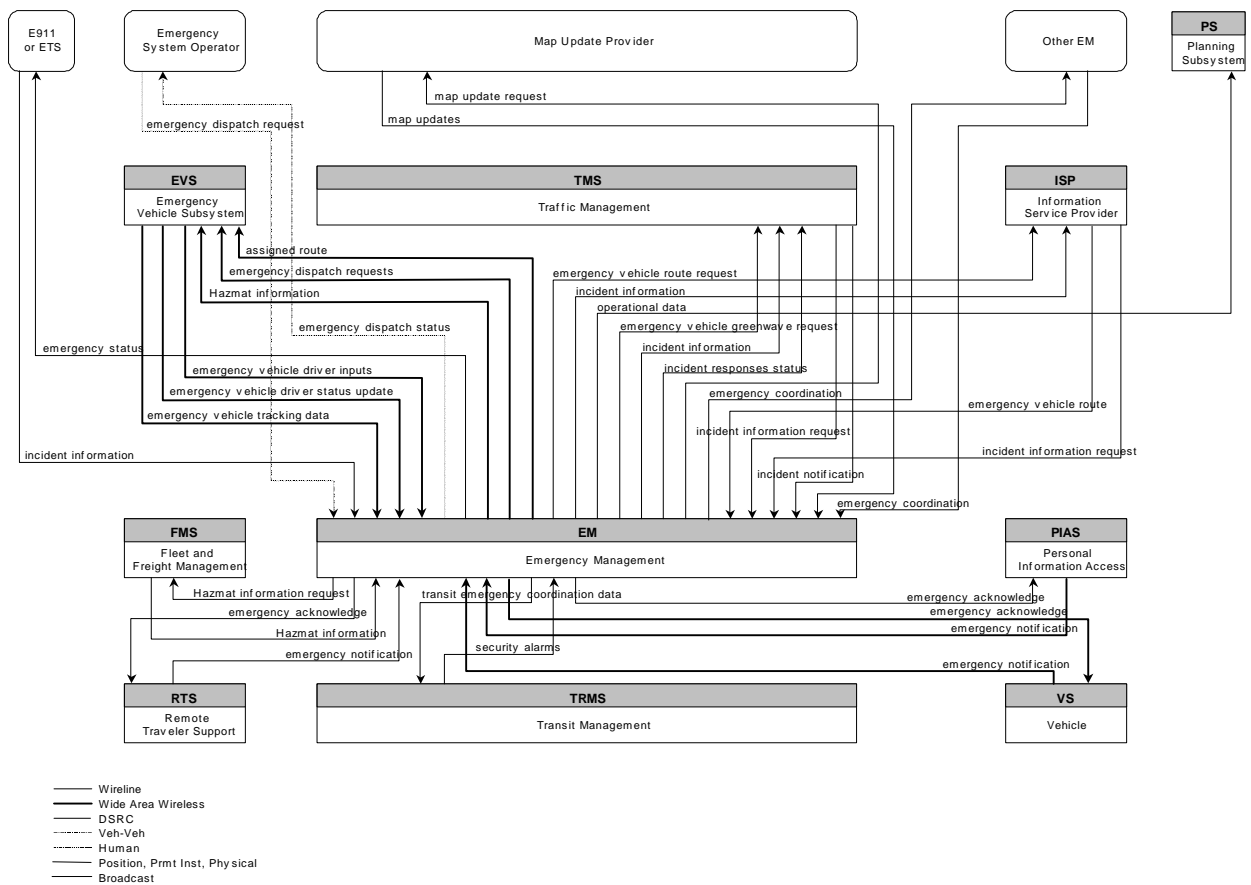 E911
or ETS
Emergency
System Operator
Map Update Provider
Other EM
PS
Planning
Subsystem
map update request
map updates
emergency dispatch request
EVS
Emergency
Vehicle Subsystem
TMS
Traffic Management
ISP
Information
Service Provider
assigned route
emergency dispatch requests
Hazmat information
emergency vehicle route request
incident information
operational data
emergency dispatch status
emergency vehicle greenwave request
emergency status
incident information
emergency vehicle driver inputs
incident responses status
emergency vehicle driver status update
emergency coordination
emergency vehicle tracking data
emergency vehicle route
incident information request
incident information
incident information request
incident notification
emergency coordination
FMS
Fleet and
Freight Management
EM
Emergency Management
PIAS
Personal
Information Access
Hazmat information request
transit emergency coordination data
emergency acknowledge
emergency acknowledge
emergency acknowledge
Hazmat information
emergency notification
security alarms
emergency notification
emergency notification
RTS
Remote
Traveler Support
TRMS
Transit Management
VS
Vehicle
Wireline
Wide Area Wireless
DSRC
Veh-Veh
Human
Position, Prmt Inst, Physical
Broadcast